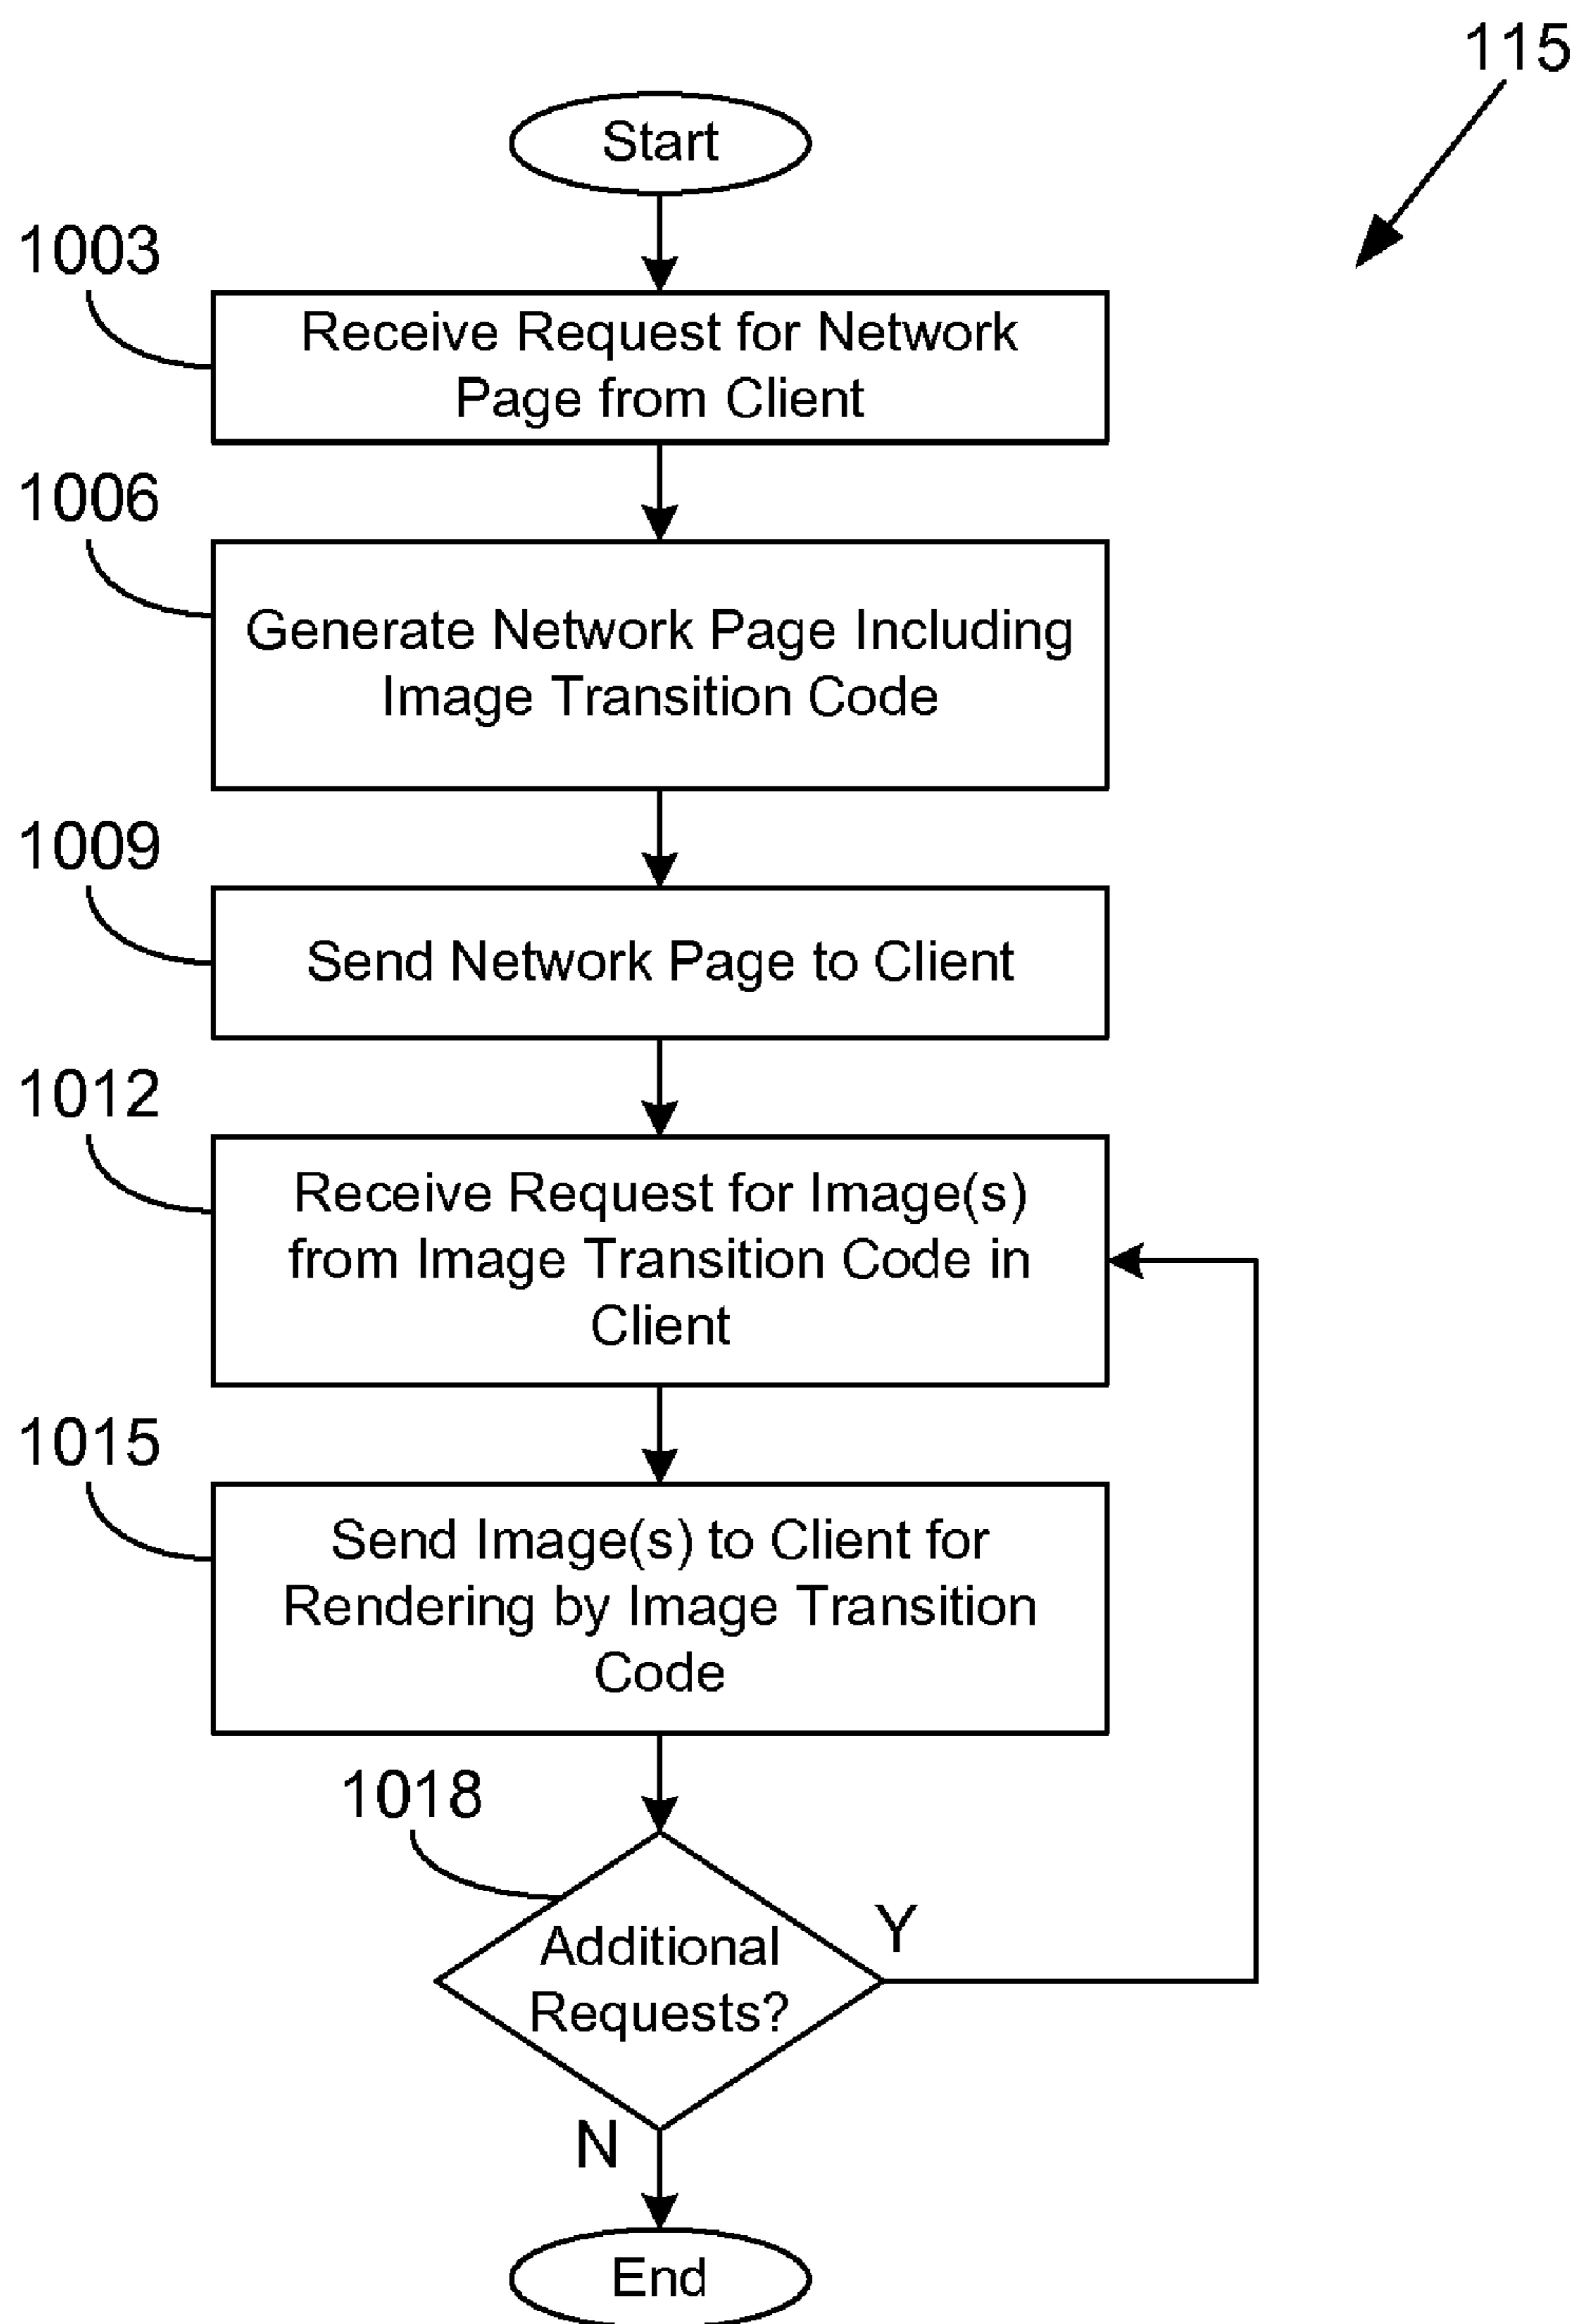 115
Start
1003
Receive Request for Network
Page from Client
1006
Generate Network Page Including
Image Transition Code
1009
Send Network Page to Client
1012
Receive Request for Image(s)
from Image Transition Code in
Client
1015
Send Image(s) to Client for
Rendering by Image Transition
Code
1018
Additional
Requests?
Y
N
End